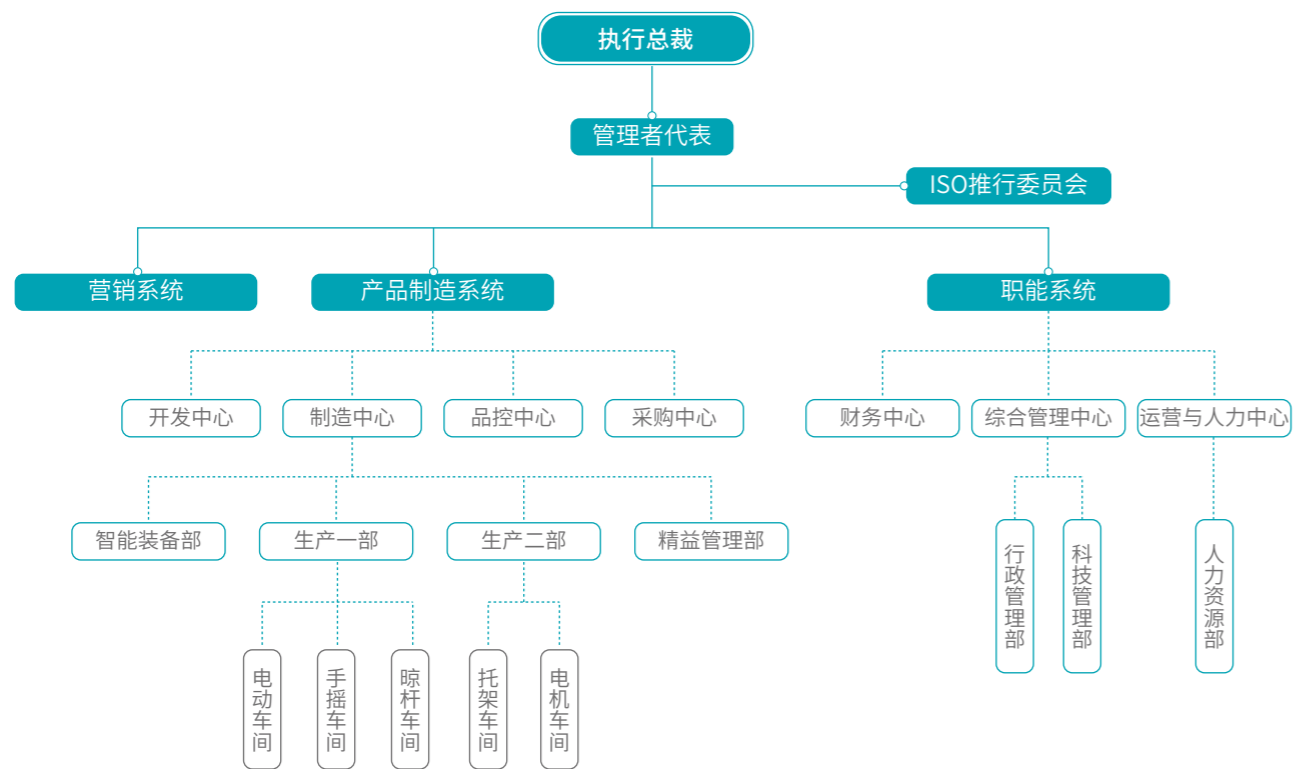 执行总裁
管理者代表
ISO推行委员会
营销系统
产品制造系统
职能系统
开发中心
制造中心
品控中心
采购中心
财务中心
综合管理中心
运营与人力中心
智能装备部
生产一部
生产二部
精益管理部
行政管理部
科技管理部
人力资源部
电动车间
手摇车间
晾杆车间
托架车间
电机车间